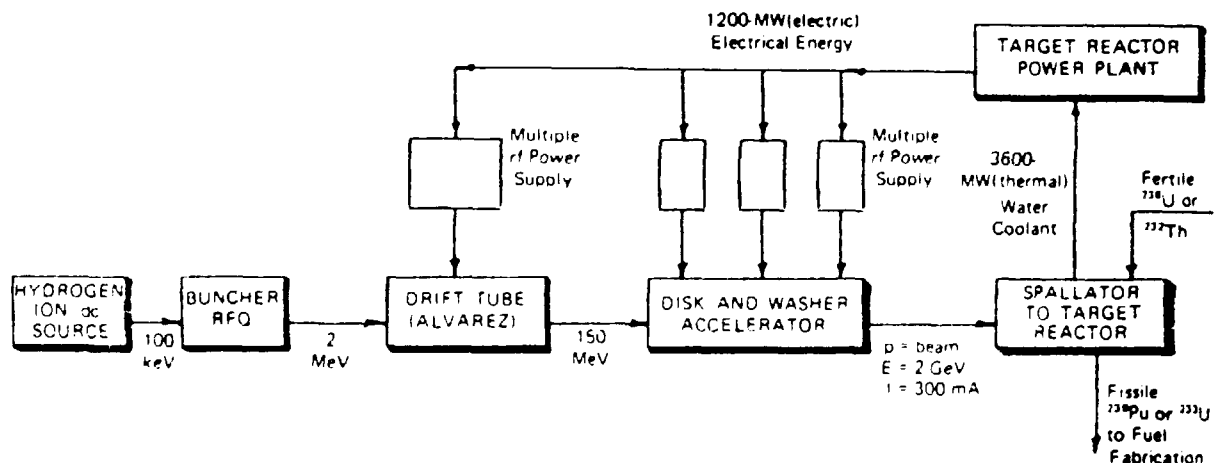 1200-MW(electric)
Electrical Energy
TARGET REACTOR
POWER PLANT
Multiple
rf Power
Supply
Multiple
rf Power
Supply
3600-
MW(thermal)
Water
Coolant
Fertile
²³⁸U or
²³²Th
HYDROGEN
ION dc
SOURCE
BUNCHER
RFQ
DRIFT TUBE
(ALVAREZ)
DISK AND WASHER
ACCELERATOR
SPALLATOR
TO TARGET
REACTOR
100
keV
2
MeV
150
MeV
p = beam
E = 2 GeV
I = 300 mA
Fissile
²³⁹Pu or ²³³U
to Fuel
Fabrication